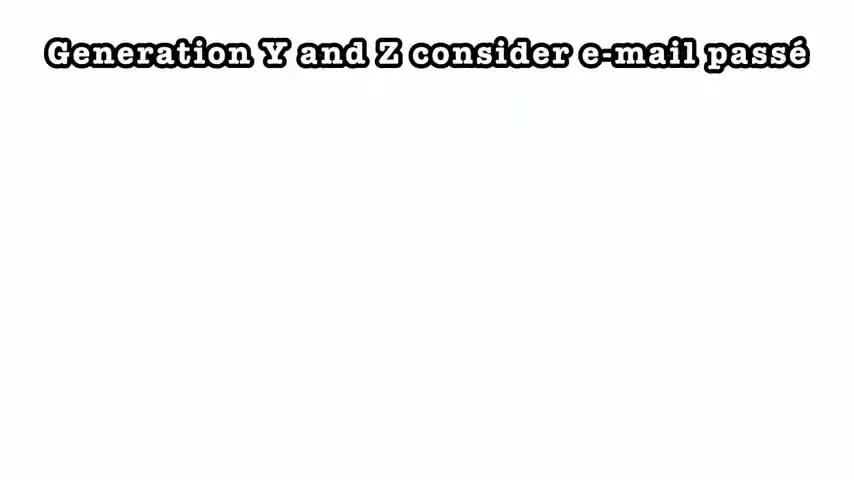 Generation Y and Z consider e-mail passé